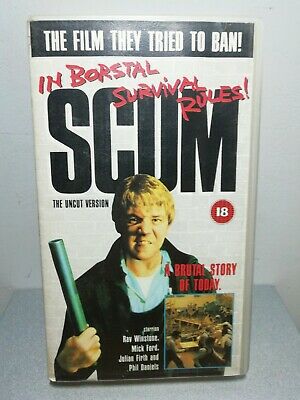 THE FILM THEY TRIED TO BAN!
IN BORSTAL
SURVIVAL
RULES!
SCUM
THE UNCUT VERSION
18
A BRUTAL STORY
OF TODAY.
starring
Ray Winstone,
Mick Ford,
Julian Firth and
Phil Daniels